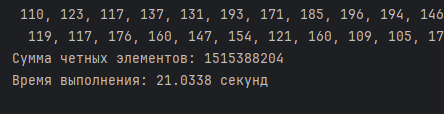 110, 123, 117, 137, 131, 193, 171, 185, 196, 194, 146
119, 117, 176, 160, 147, 154, 121, 160, 109, 105, 17
Сумма четных элементов: 1515388204
Время выполнения: 21.0338 секунд